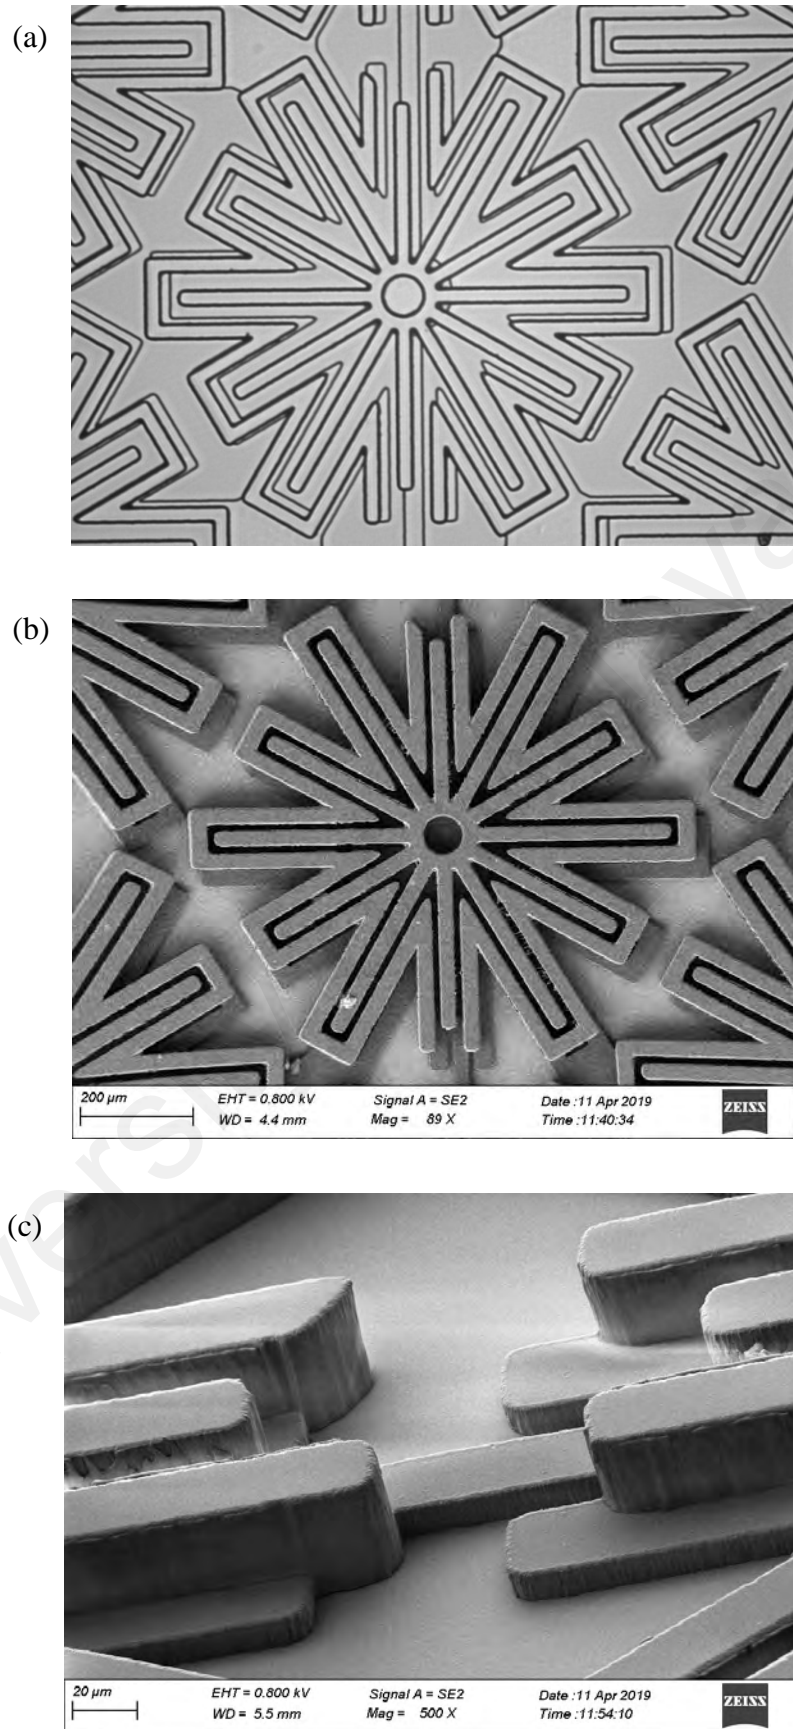 (a)
(b)
200 µm
EHT = 0.800 kV
Signal A = SE2
Date :11 Apr 2019
ZEISS
WD = 4.4 mm
Mag = 89 X
Time :11:40:34
(c)
20 µm
EHT = 0.800 kV
Signal A = SE2
Date :11 Apr 2019
ZEISS
WD = 5.5 mm
Mag = 500 X
Time :11:54:10